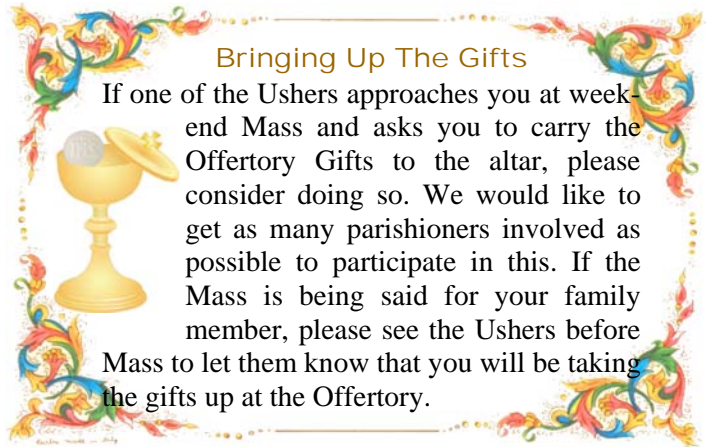 Bringing Up The Gifts
If one of the Ushers approaches you at week-
end Mass and asks you to carry the
Offertory Gifts to the altar, please
consider doing so. We would like to
get as many parishioners involved as
possible to participate in this. If the
Mass is being said for your family
member, please see the Ushers before
Mass to let them know that you will be taking
the gifts up at the Offertory.